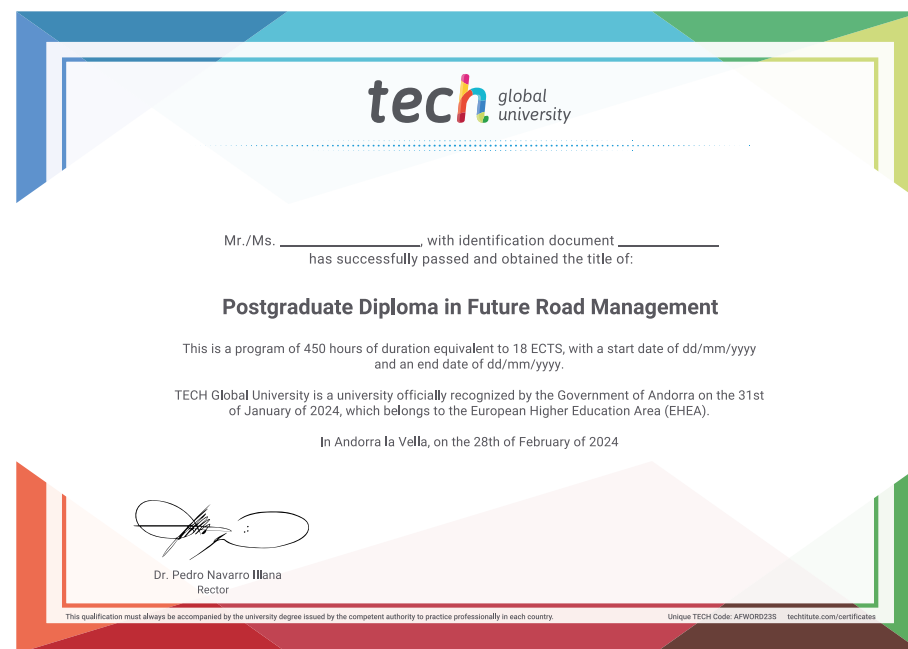 tech global
university
Mr./Ms. ____________, with identification document ____________
has successfully passed and obtained the title of:
Postgraduate Diploma in Future Road Management
This is a program of 450 hours of duration equivalent to 18 ECTS, with a start date of dd/mm/yyyy
and an end date of dd/mm/yyyy.
TECH Global University is a university officially recognized by the Government of Andorra on the 31st
of January of 2024, which belongs to the European Higher Education Area (EHEA).
In Andorra la Vella, on the 28th of February of 2024
Dr. Pedro Navarro Illana
Rector
This qualification must always be accompanied by the university degree issued by the competent authority to practice professionally in each country.
Unique TECH Code: AFWORD23S techtitute.com/certificates